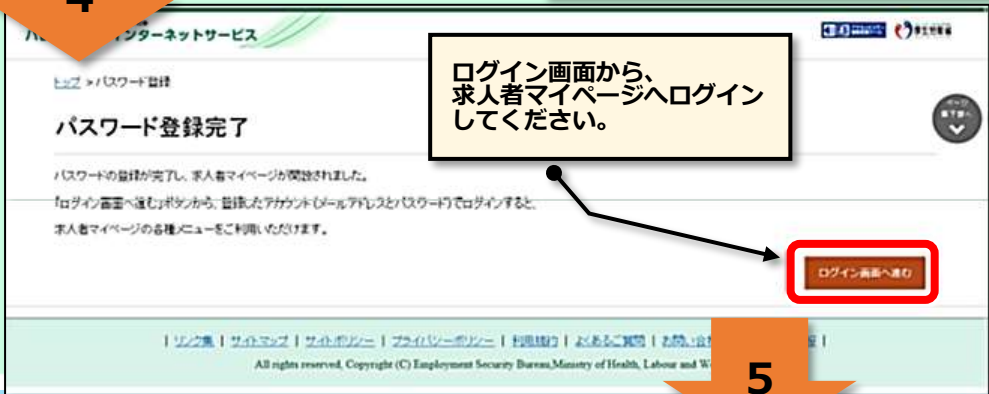 4
ンターネットサービス
トップ > パスワード登録
ログイン画面から、
求人者マイページへログイン
してください。
パスワード登録完了
パスワードの登録が完了し、求人者マイページが開設されました。
「ログイン画面へ進む」ボタンから、登録したアカウント(メールアドレスとパスワード)でログインすると、
求人者マイページの各種メニューをご利用いただけます。
ログイン画面へ進む
| リンク集 | サイトマップ | サイトポリシー | プライバシーポリシー | 利用規約 | よくあるご質問 | お問い合
All rights reserved, Copyright (C) Employment Security Bureau,Ministry of Health, Labour and W
5